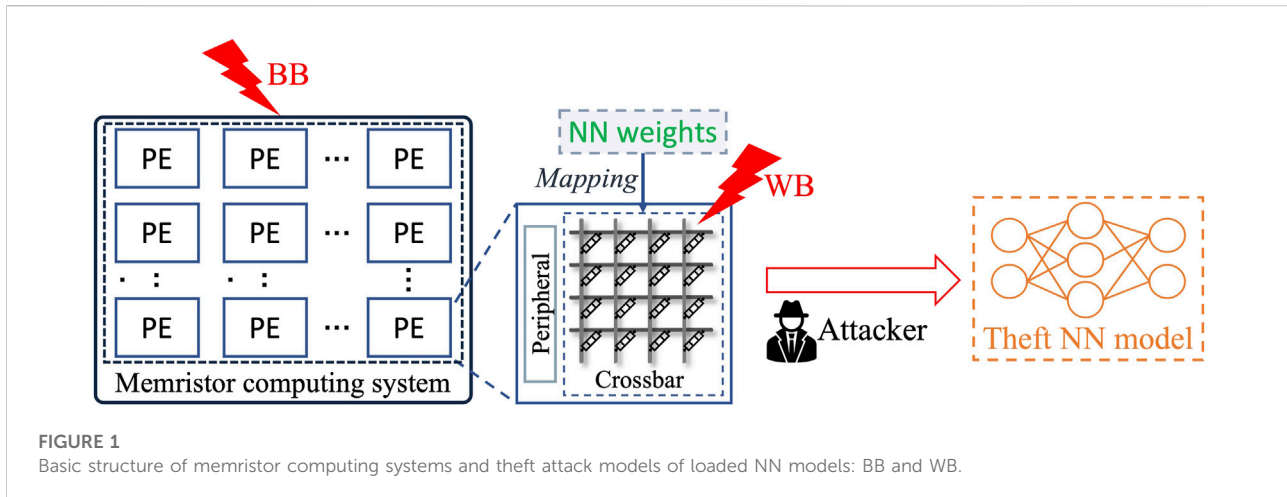 BB
PE PE ... PE
PE PE ... PE
PE PE ... PE
Memristor computing system
NN weights
Mapping
WB
Peripheral
Crossbar
Attacker
Theft NN model
FIGURE 1
Basic structure of memristor computing systems and theft attack models of loaded NN models: BB and WB.